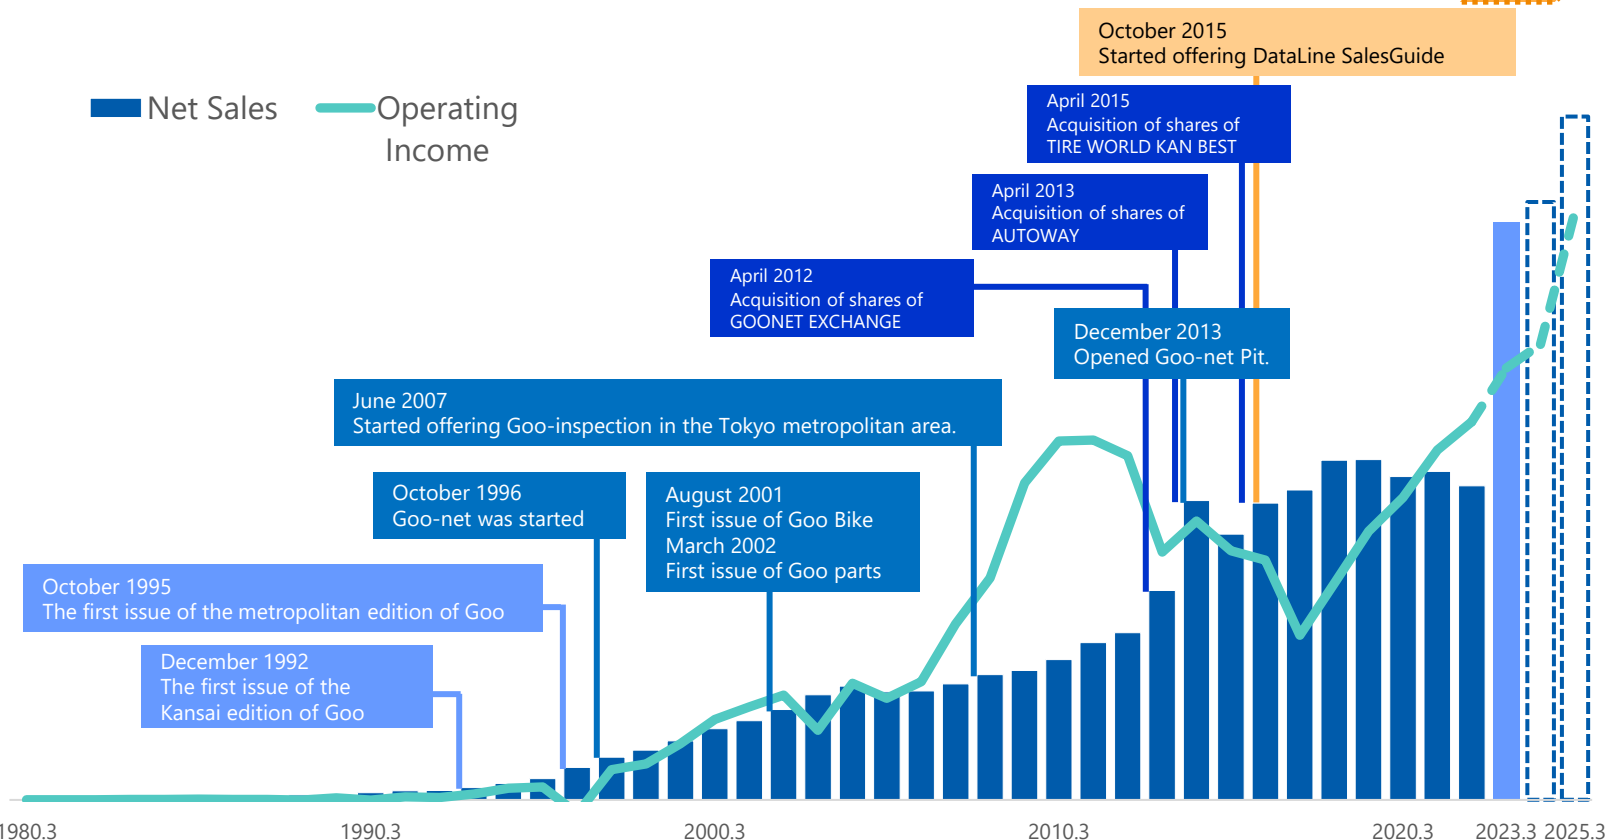 October 2015
Started offering DataLine SalesGuide
Net Sales
Operating
Income
April 2015
Acquisition of shares of
TIRE WORLD KAN BEST
April 2013
Acquisition of shares of
AUTOWAY
April 2012
Acquisition of shares of
GOONET EXCHANGE
December 2013
Opened Goo-net Pit.
June 2007
Started offering Goo-inspection in the Tokyo metropolitan area.
October 1996
Goo-net was started
August 2001
First issue of Goo Bike
March 2002
First issue of Goo parts
October 1995
The first issue of the metropolitan edition of Goo
December 1992
The first issue of the
Kansai edition of Goo
1980.3 1990.3 2000.3 2010.3 2020.3 2023.3 2025.3